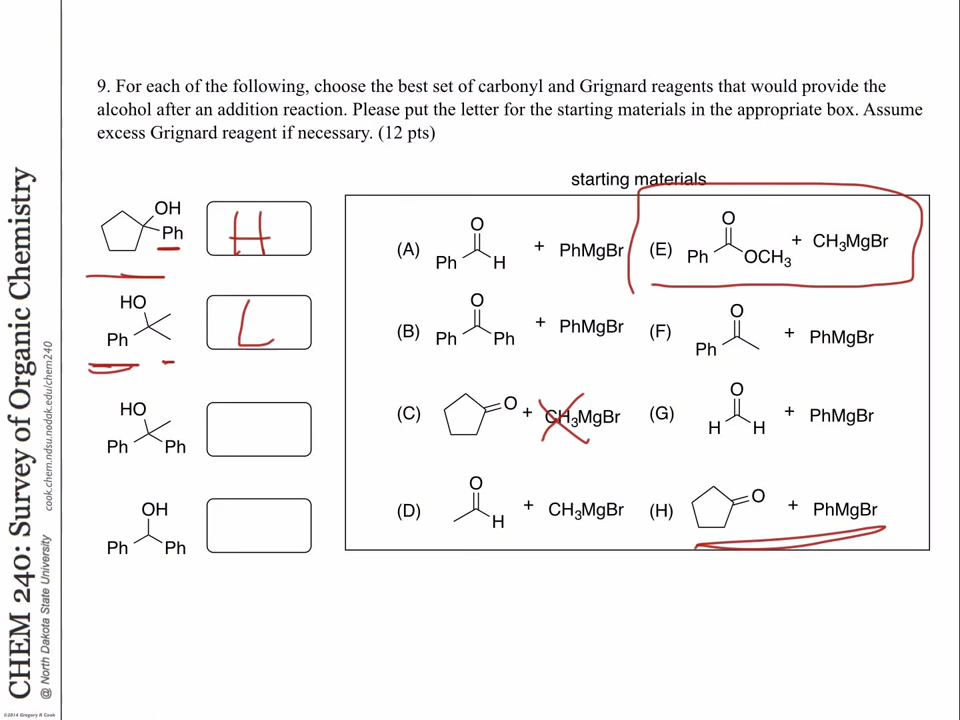 9. For each of the following, choose the best set of carbonyl and Grignard reagents that would provide the
alcohol after an addition reaction. Please put the letter for the starting materials in the appropriate box. Assume
excess Grignard reagent if necessary. (12 pts)
starting materials
OH
Ph
H
HO
Ph
L
HO
Ph Ph
OH
Ph Ph
(A) O Ph H + PhMgBr
(E) O Ph OCH3 + CH3MgBr
(B) O Ph Ph + PhMgBr
(F) O Ph + PhMgBr
(C) O + CH3MgBr
(G) O H H + PhMgBr
(D) O H + CH3MgBr
(H) O + PhMgBr
CHEM 240: Survey of Organic Chemistry
@ North Dakota State University cook.chem.ndsu.nodak.edu/chem240
©2014 Gregory R Cook